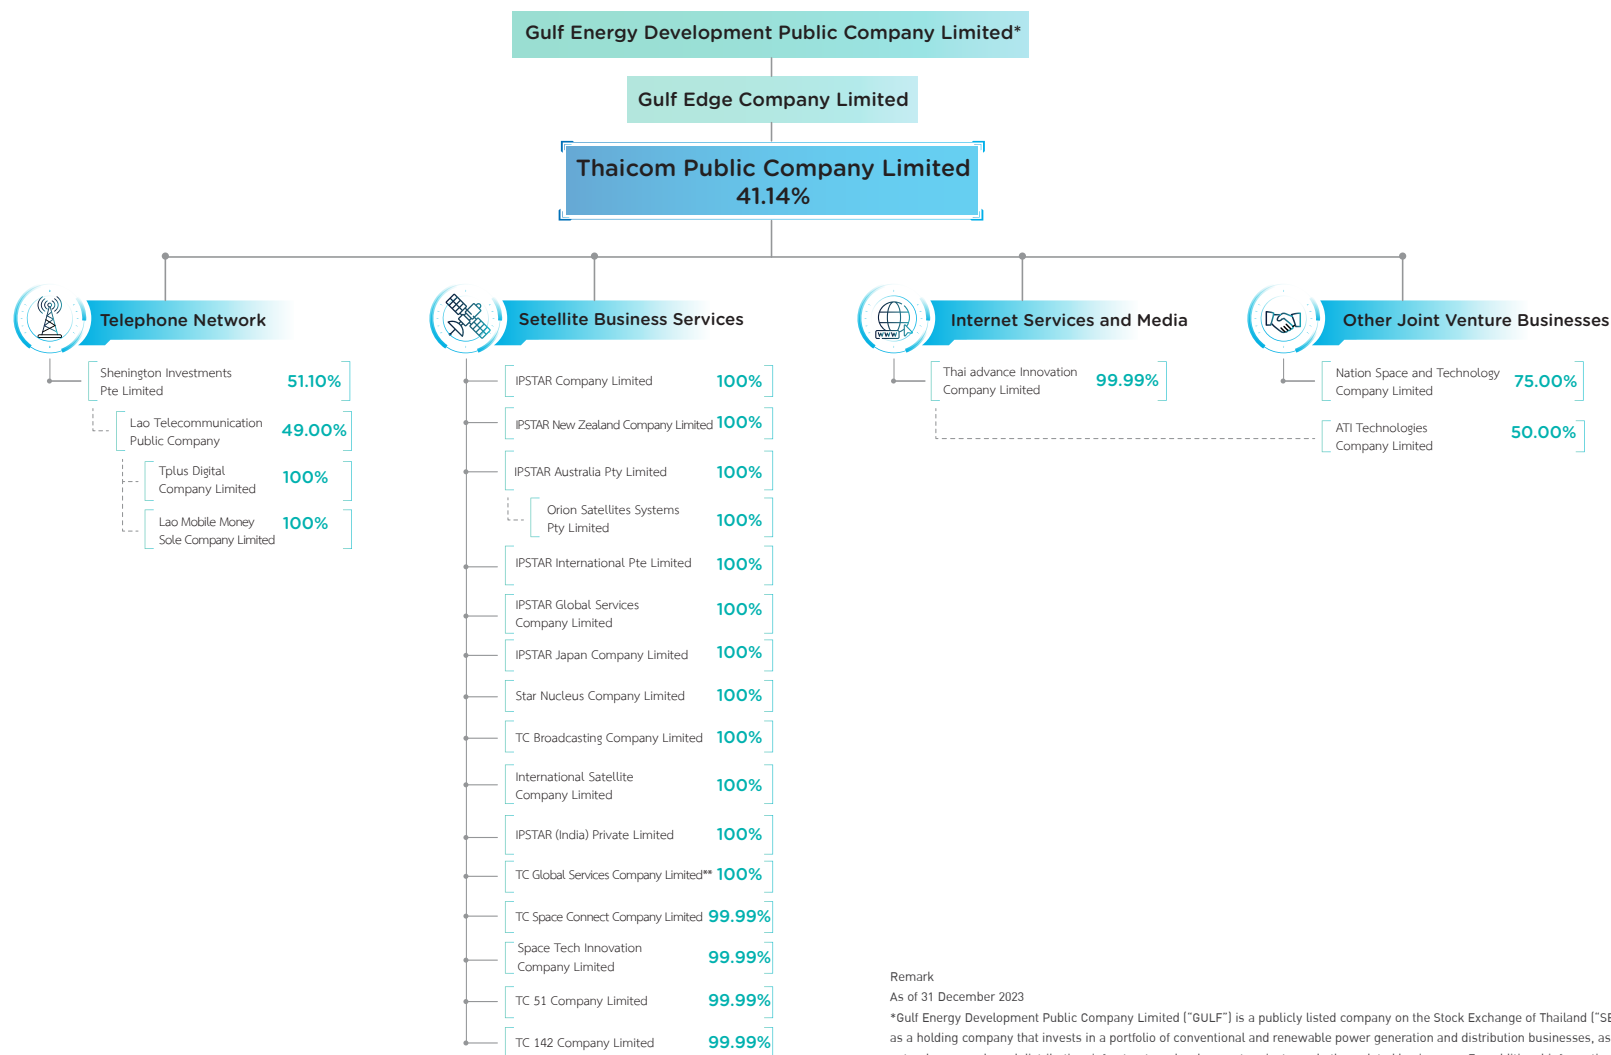 Gulf Energy Development Public Company Limited*
Gulf Edge Company Limited
Thaicom Public Company Limited
41.14%
Telephone Network
Shenington Investments
Pte Limited
51.10%
Lao Telecommunication
Public Company
49.00%
Tplus Digital
Company Limited
100%
Lao Mobile Money
Sole Company Limited
100%
Setellite Business Services
IPSTAR Company Limited 100%
IPSTAR New Zealand Company Limited 100%
IPSTAR Australia Pty Limited 100%
Orion Satellites Systems
Pty Limited
100%
IPSTAR International Pte Limited 100%
IPSTAR Global Services
Company Limited
100%
IPSTAR Japan Company Limited 100%
Star Nucleus Company Limited 100%
TC Broadcasting Company Limited 100%
International Satellite
Company Limited
100%
IPSTAR (India) Private Limited 100%
TC Global Services Company Limited** 100%
TC Space Connect Company Limited 99.99%
Space Tech Innovation
Company Limited
99.99%
TC 51 Company Limited 99.99%
TC 142 Company Limited 99.99%
Internet Services and Media
WWW
Thai advance Innovation
Company Limited
99.99%
Other Joint Venture Businesses
Nation Space and Technology
Company Limited
75.00%
ATI Technologies
Company Limited
50.00%
Remark
As of 31 December 2023
*Gulf Energy Development Public Company Limited ("GULF") is a publicly listed company on the Stock Exchange of Thailand ("SE
as a holding company that invests in a portfolio of conventional and renewable power generation and distribution businesses, as